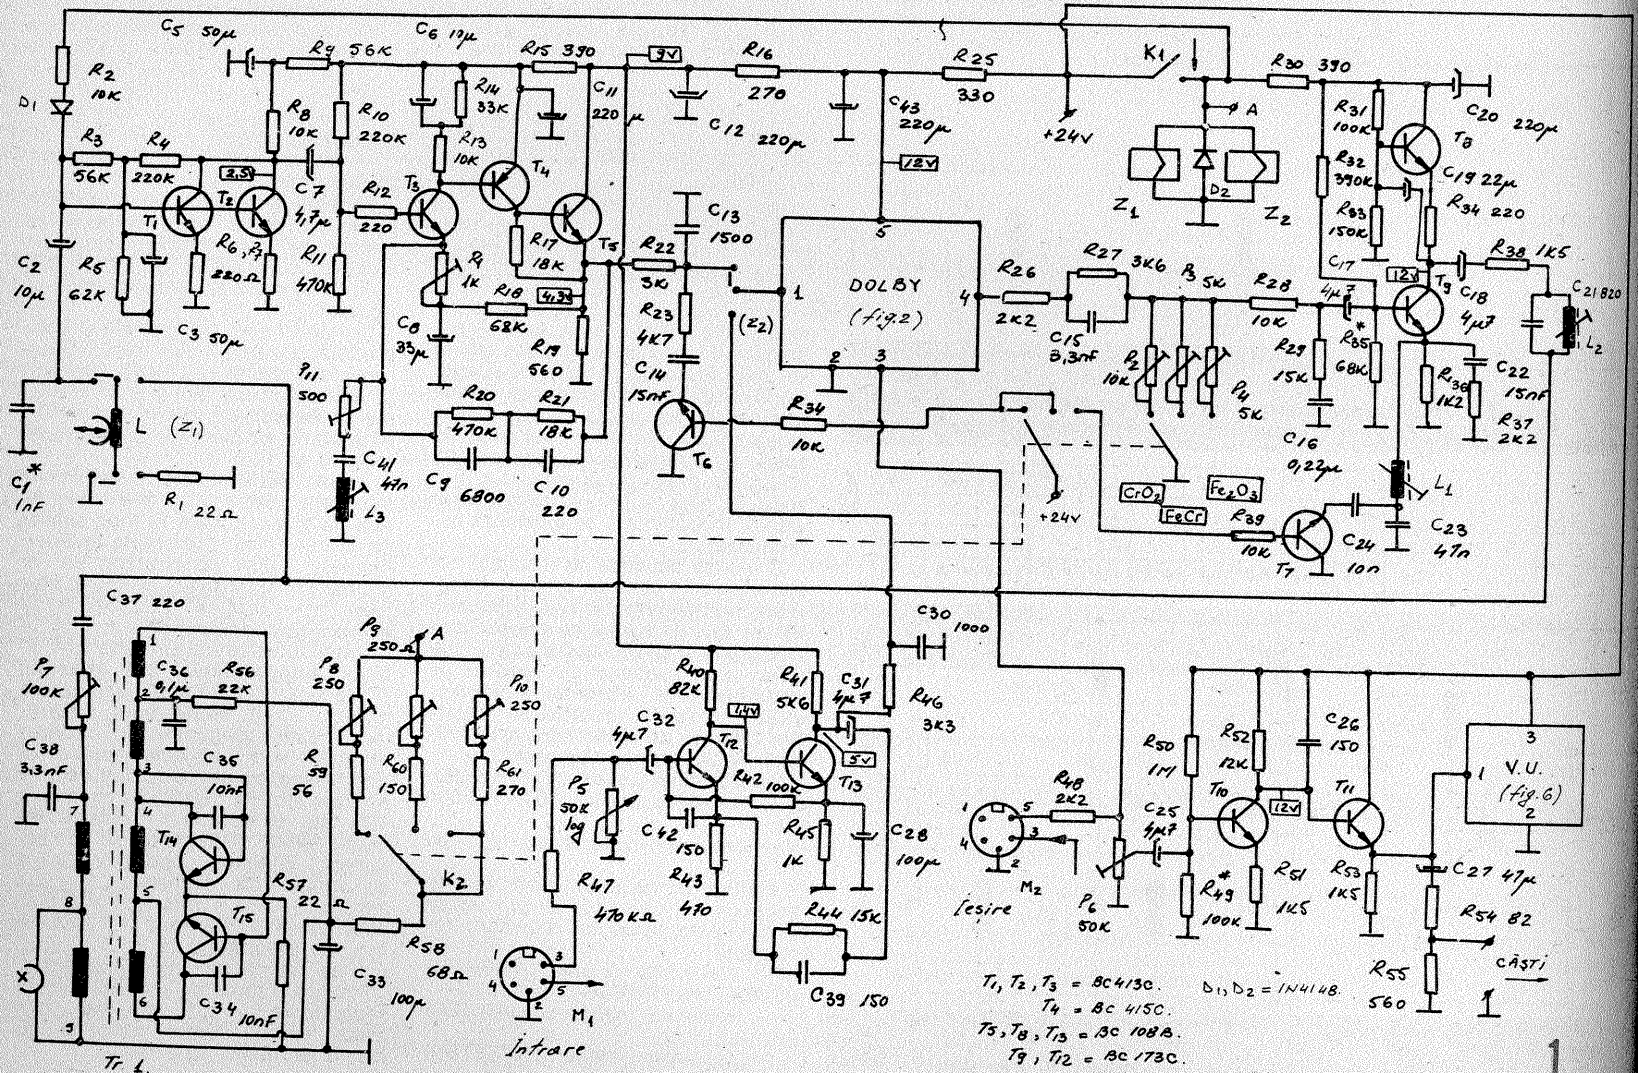 C5 50µ
R9 56K
C6 10µ
R15 390
9V
R16
270
R25
330
K1
R30 390
R2
10K
D1
R8
10K
R10
220K
R14
33K
C11
220µ
C12 220µ
C43
220µ
+24V
A
R31
100K
T8
C20 220µ
R3
56K
R4
220K
2,5V
C7
4,7µ
R12
220
R13
10K
T3
T4
12V
Z1
D2
Z2
R32
390K
C19 22µ
R33
150K
R34 220
T1
T2
R6, R7
220Ω
R11
470K
P1
1K
R17
18K
T5
R22
3K
C13
1500
5
DOLBY
(fig.2)
1
4
2
3
R26
2K2
R27 3K6
P3 5K
R28
10K
C17
4µ7
12V
T9
C18
4µ7
R38 1K5
C21 820
L2
C2
10µ
R5
62K
C3 50µ
R18
68K
4,3V
C8
33µ
R19
560
R23
4K7
C14
15nF
(Z2)
C15
3,3nF
P2
10K
P4
5K
R29
15K
R35*
68K
R36
1K2
C22
15nF
R37
2K2
P11
500
R20
470K
R21
18K
R34
10K
T6
C16
0,22µ
L (Z1)
C1*
1nF
R1 22Ω
C41
47n
L3
C9 6800
C10
220
+24V
CrO2
Fe2O3
FeCr
R39
10K
T7
C24
10n
L1
C23
47n
C37 220
P7
100K
1
2
3
4
5
6
7
8
9
C36
0,1µ
R56
22K
P8
250
P9
250Ω
A
P10
250
C38
3,3nF
C35
10nF
T14
R59
56
R60
150
R61
270
K2
R57
22Ω
T15
C34 10nF
R58
68Ω
C33
100µ
X
Tr 1.
R40
82K
R41
5K6
C31
4µ7
C30
1000
R46
3K3
C32
4µ7
1,4V
T12
5V
T13
P5
50K
log
R42
100K
C42
150
R43
470
R45
1K
C28
100µ
R44 15K
C39 150
R47
470KΩ
1
3
4
5
2
M1
Intrare
1
5
4
3
2
M2
Iesire
R48
2K2
C25
4µ7
P6
50K
R50
1M
R49*
100K
R52
12K
T10
12V
C26
150
T11
R51
1K5
R53
1K5
3
1
V.U.
(fig.6)
2
C27 47µ
R54 82
R55
560
CĂȘTI
T1, T2, T3 = BC 413C.
T4 = BC 415C.
T5, T8, T13 = BC 108B.
T9, T12 = BC 173C.
D1, D2 = 1N4148.
1